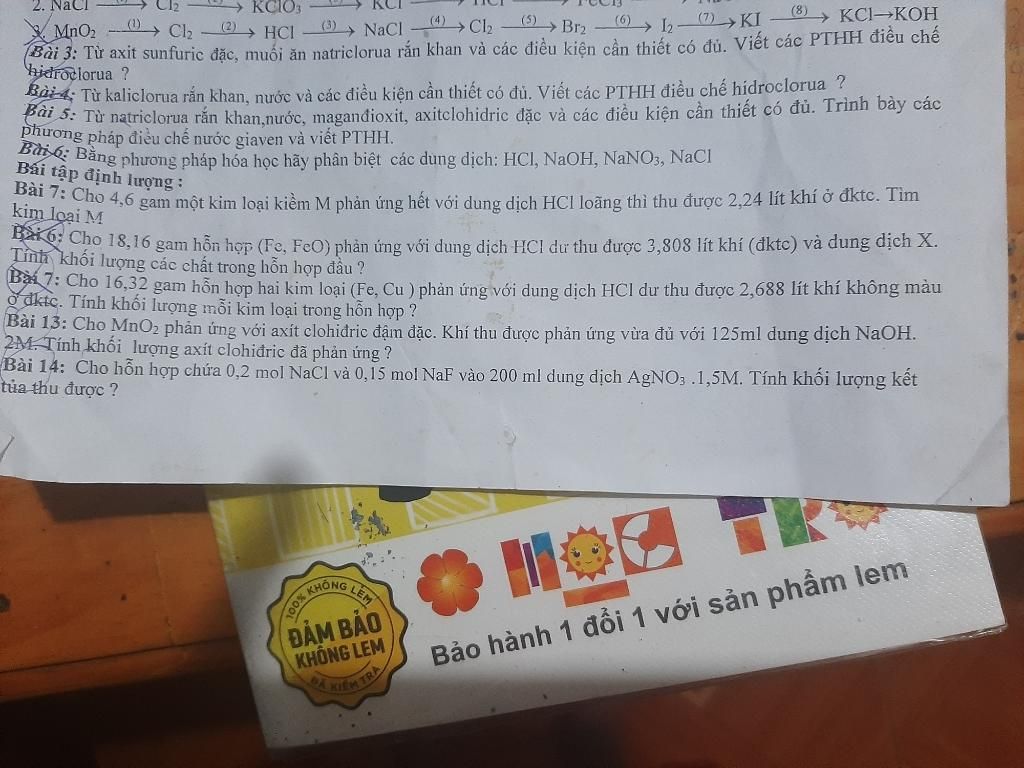 2. NaCl → Cl₂ → KClO₃ → KCl
3. MnO₂ —(1)→ Cl₂ —(2)→ HCl —(3)→ NaCl —(4)→ Cl₂ —(5)→ Br₂ —(6)→ I₂ —(7)→ KI —(8)→ KCl→KOH
Bài 3: Từ axit sunfuric đặc, muối ăn natriclorua rắn khan và các điều kiện cần thiết có đủ. Viết các PTHH điều chế
hidroclorua ?
Bài 4: Từ kaliclorua rắn khan, nước và các điều kiện cần thiết có đủ. Viết các PTHH điều chế hidroclorua ?
Bài 5: Từ natriclorua rắn khan,nước, magandioxit, axitclohidric đặc và các điều kiện cần thiết có đủ. Trình bày các
phương pháp điều chế nước giaven và viết PTHH.
Bài 6: Bằng phương pháp hóa học hãy phân biệt các dung dịch: HCl, NaOH, NaNO₃, NaCl
Bài tập định lượng :
Bài 7: Cho 4,6 gam một kim loại kiềm M phản ứng hết với dung dịch HCl loãng thì thu được 2,24 lít khí ở đktc. Tìm
kim loại M
Bài 6: Cho 18,16 gam hỗn hợp (Fe, FeO) phản ứng với dung dịch HCl dư thu được 3,808 lít khí (đktc) và dung dịch X.
Tính khối lượng các chất trong hỗn hợp đầu ?
Bài 7: Cho 16,32 gam hỗn hợp hai kim loại (Fe, Cu ) phản ứng với dung dịch HCl dư thu được 2,688 lít khí không màu
ở đktc. Tính khối lượng mỗi kim loại trong hỗn hợp ?
Bài 13: Cho MnO₂ phản ứng với axít clohiđric đậm đặc. Khí thu được phản ứng vừa đủ với 125ml dung dịch NaOH.
2M. Tính khối lượng axít clohiđric đã phản ứng ?
Bài 14: Cho hỗn hợp chứa 0,2 mol NaCl và 0,15 mol NaF vào 200 ml dung dịch AgNO₃ .1,5M. Tính khối lượng kết
tủa thu được ?
100% KHÔNG LEM
ĐẢM BẢO
KHÔNG LEM
ĐÃ KIỂM TRA
Bảo hành 1 đổi 1 với sản phẩm lem